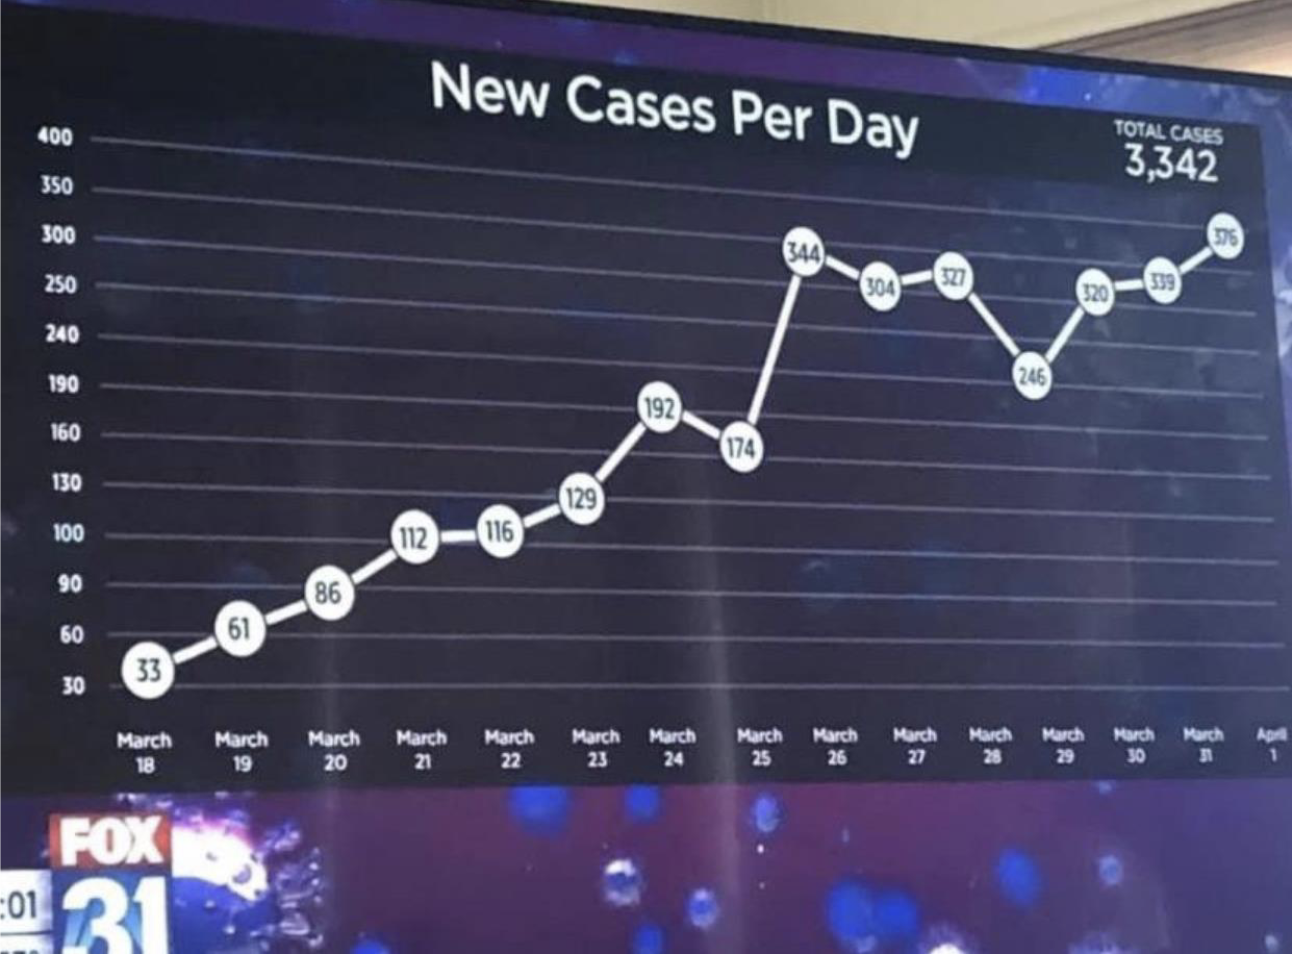 New Cases Per Day
TOTAL CASES
3,342
400
350
300
250
240
190
160
130
100
90
60
30
33
61
86
112
116
129
192
174
344
304
327
246
320
339
376
March 18
March 19
March 20
March 21
March 22
March 23
March 24
March 25
March 26
March 27
March 28
March 29
March 30
March 31
April 1
FOX
:01
31